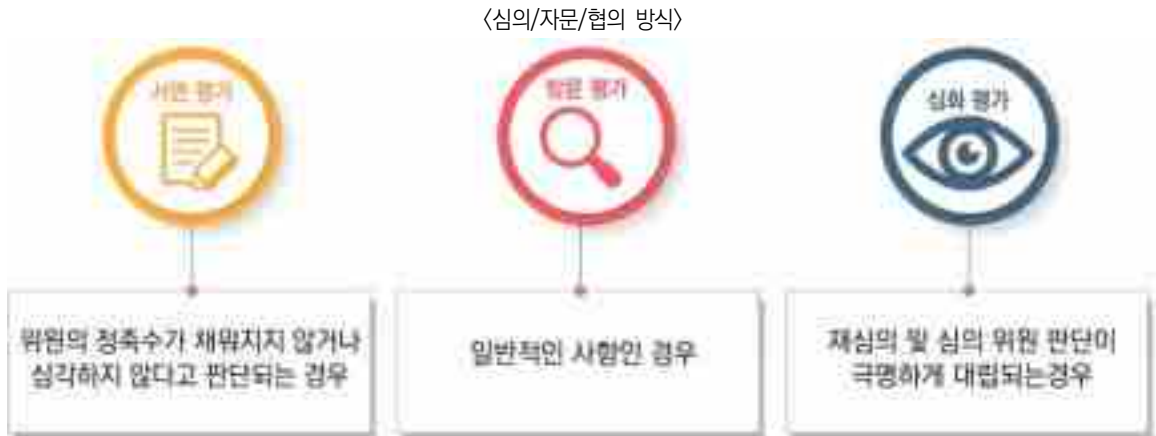 〈심의/자문/협의 방식〉
서면 평가
방문 평가
심화 평가
위원의 정족수가 채워지지 않거나
심각하지 않다고 판단되는 경우
일반적인 사항인 경우
재심의 및 심의 위원 판단이
극명하게 대립되는경우